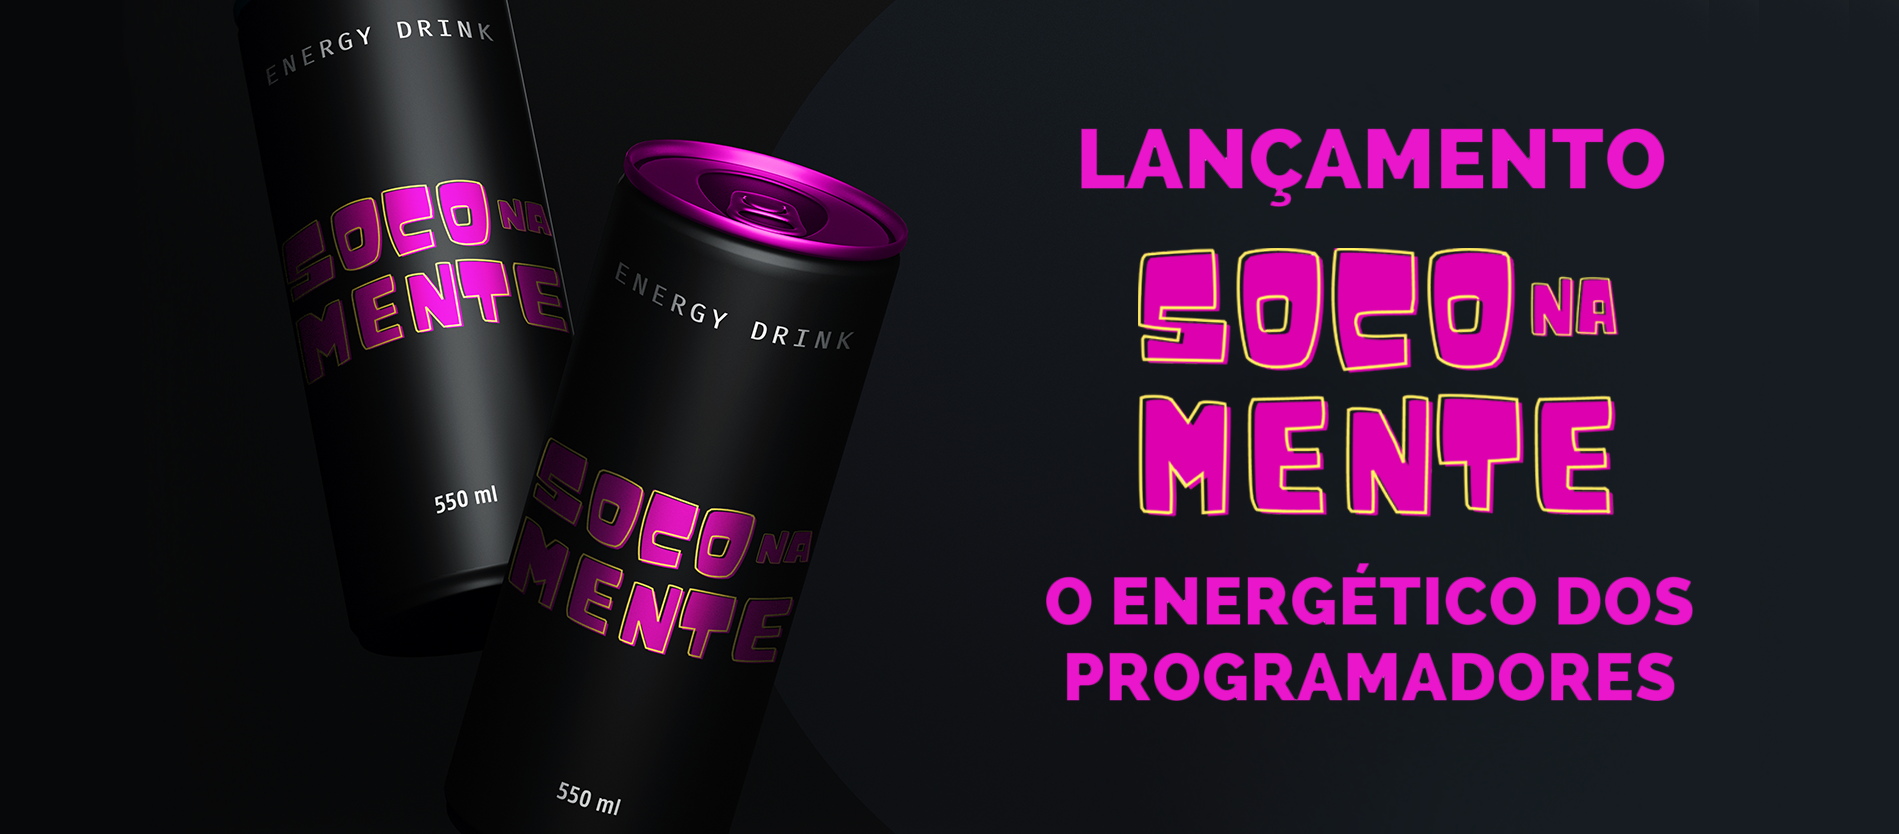 ENERGY DRINK
SOCO NA
MENTE
550 ml
ENERGY DRINK
SOCO NA
MENTE
550 ml
LANÇAMENTO
SOCO NA
MENTE
O ENERGÉTICO DOS
PROGRAMADORES